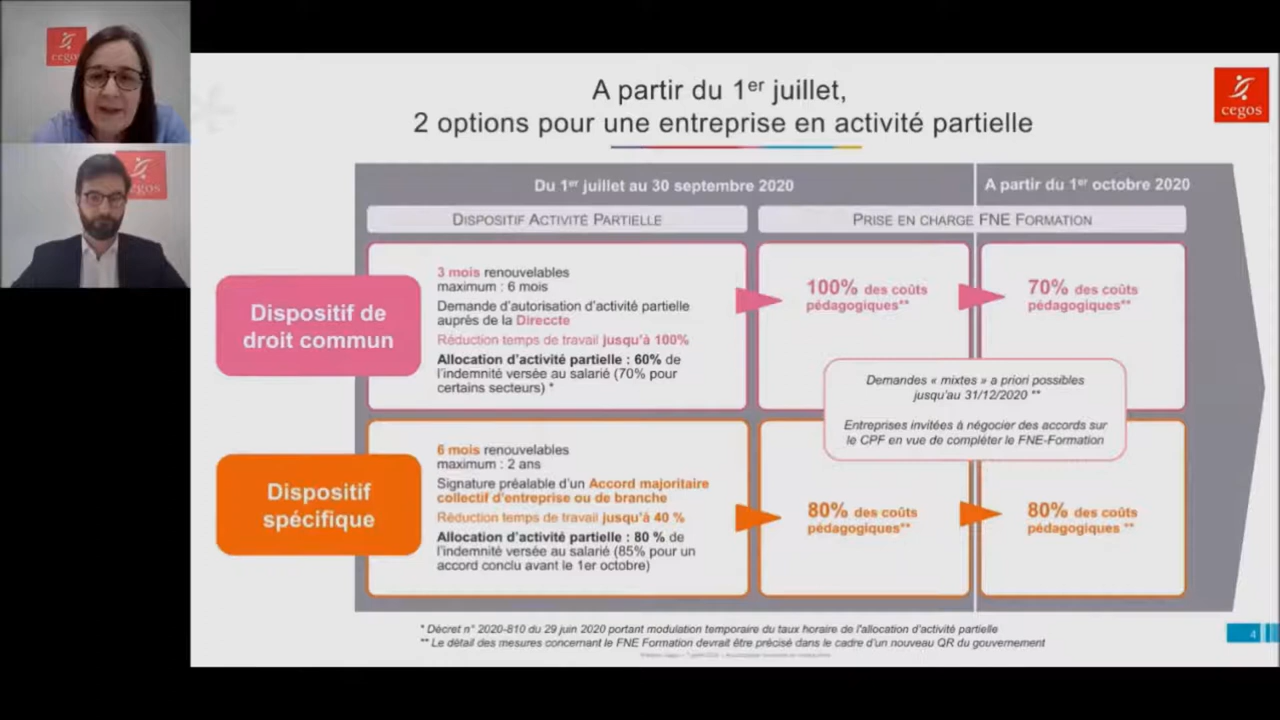 cegos
cegos
A partir du 1er juillet,
2 options pour une entreprise en activité partielle
cegos
Du 1er juillet au 30 septembre 2020
A partir du 1er octobre 2020
DISPOSITIF ACTIVITÉ PARTIELLE
PRISE EN CHARGE FNE FORMATION
Dispositif de
droit commun
3 mois renouvelables
maximum : 6 mois
Demande d'autorisation d'activité partielle
auprès de la Direccte
Réduction temps de travail jusqu'à 100%
Allocation d'activité partielle : 60% de
l'indemnité versée au salarié (70% pour
certains secteurs) *
100% des coûts
pédagogiques**
70% des coûts
pédagogiques**
Demandes « mixtes » a priori possibles
jusqu'au 31/12/2020 **
Entreprises invitées à négocier des accords sur
le CPF en vue de compléter le FNE-Formation
Dispositif
spécifique
6 mois renouvelables
maximum : 2 ans
Signature préalable d'un Accord majoritaire
collectif d'entreprise ou de branche
Réduction temps de travail jusqu'à 40 %
Allocation d'activité partielle : 80 % de
l'indemnité versée au salarié (85% pour un
accord conclu avant le 1er octobre)
80% des coûts
pédagogiques**
80% des coûts
pédagogiques **
* Décret n° 2020-810 du 29 juin 2020 portant modulation temporaire du taux horaire de l'allocation d'activité partielle
** Le détail des mesures concernant le FNE Formation devrait être précisé dans le cadre d'un nouveau QR du gouvernement
4